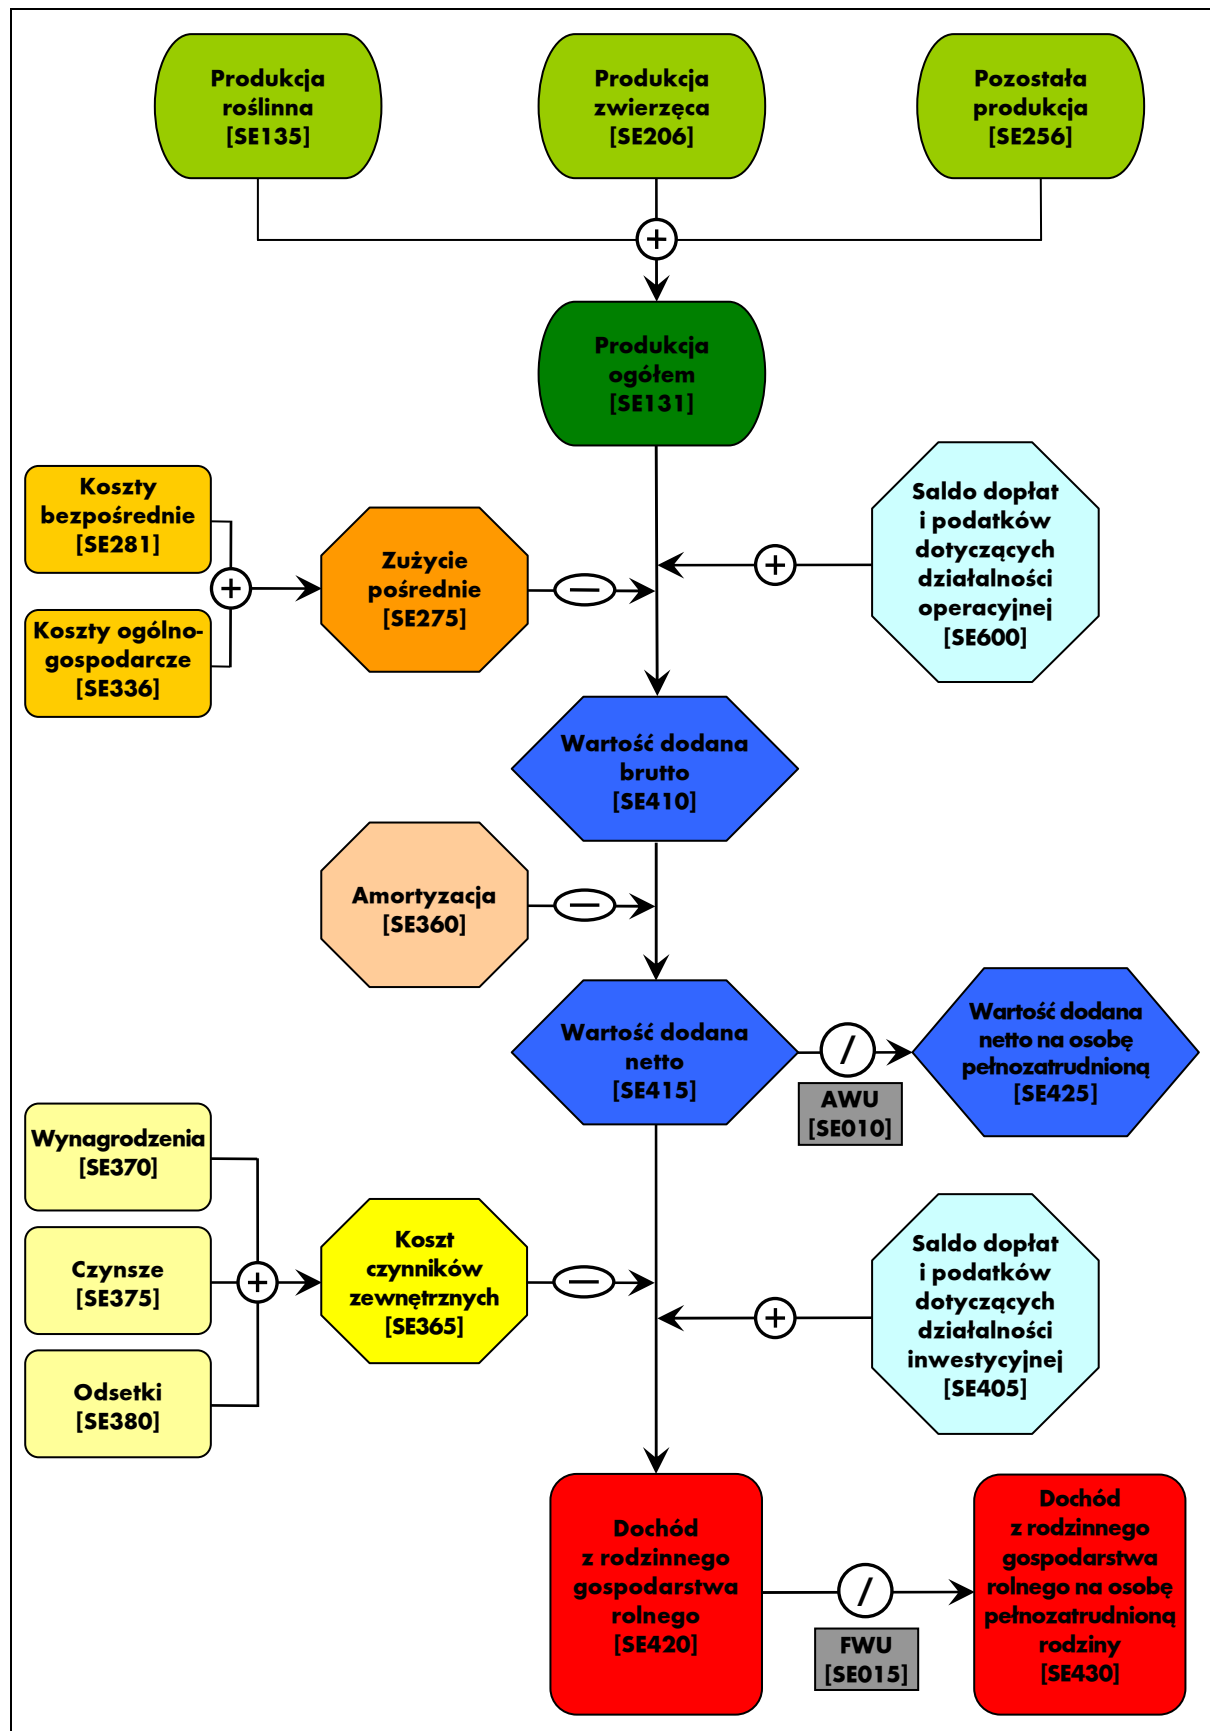 Produkcja
roślinna
[SE135]
Produkcja
zwierzęca
[SE206]
Pozostała
produkcja
[SE256]
+
Produkcja
ogółem
[SE131]
Koszty
bezpośrednie
[SE281]
Koszty ogólno-
gospodarcze
[SE336]
+
Zużycie
pośrednie
[SE275]
—
+
Saldo dopłat
i podatków
dotyczących
działalności
operacyjnej
[SE600]
Wartość dodana
brutto
[SE410]
Amortyzacja
[SE360]
—
Wartość dodana
netto
[SE415]
/
AWU
[SE010]
Wartość dodana
netto na osobę
pełnozatrudnioną
[SE425]
Wynagrodzenia
[SE370]
Czynsze
[SE375]
Odsetki
[SE380]
+
Koszt
czynników
zewnętrznych
[SE365]
—
+
Saldo dopłat
i podatków
dotyczących
działalności
inwestycyjnej
[SE405]
Dochód
z rodzinnego
gospodarstwa
rolnego
[SE420]
/
FWU
[SE015]
Dochód
z rodzinnego
gospodarstwa
rolnego na osobę
pełnozatrudnioną
rodziny
[SE430]